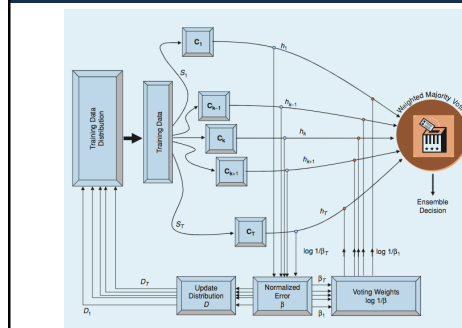 C1
h1
S1
Ck–1
hk–1
Training Data
Distribution
Training Data
Ck
hk
Ck+1
hk+1
Weighted Majority Vote
Ensemble
Decision
ST
CT
hT
log 1/βT
log 1/β1
DT
D1
Update
Distribution
D
Normalized
Error
β
βT
β1
Voting Weights
log 1/β